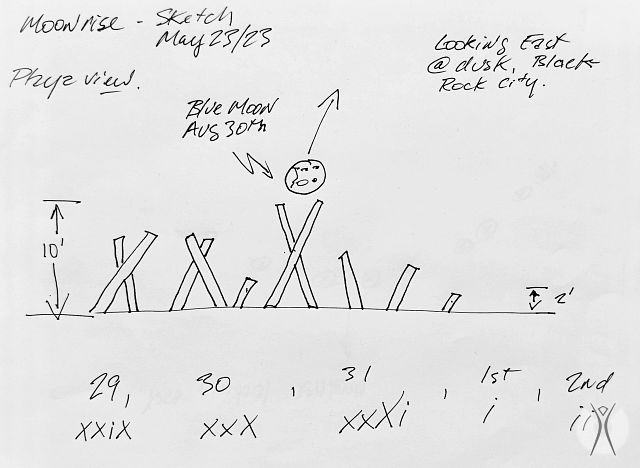 Moonrise - Sketch
May 23/23
Playa view.
Looking East
@ dusk, Black
Rock City.
Blue Moon
Aug 30th
10'
2'
29, 30, 31, 1st, 2nd
xxix xxx xxxi i ii